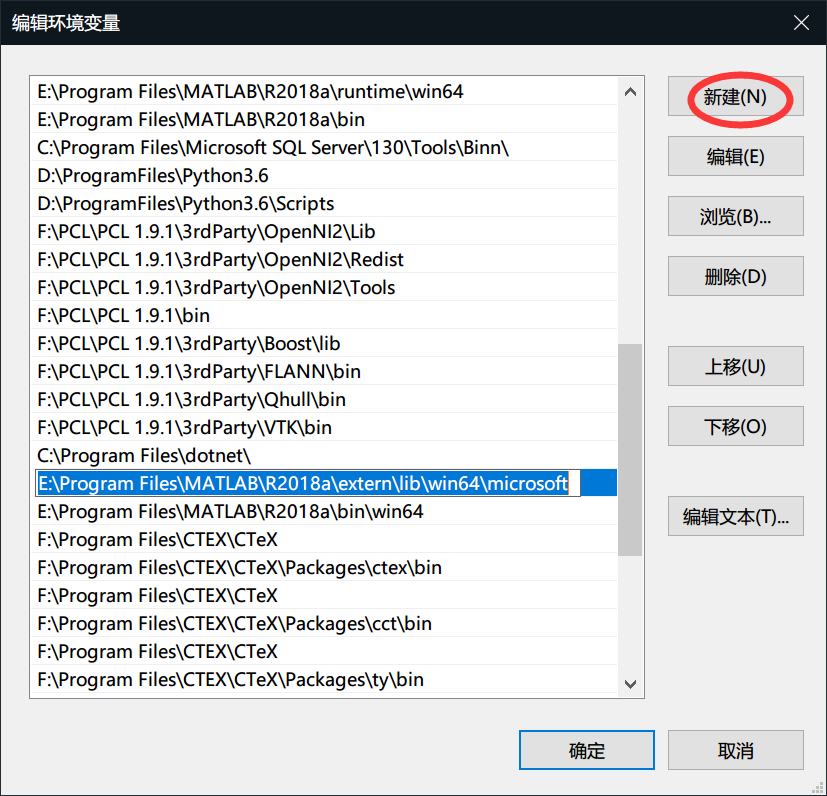 编辑环境变量
E:\Program Files\MATLAB\R2018a\runtime\win64
E:\Program Files\MATLAB\R2018a\bin
C:\Program Files\Microsoft SQL Server\130\Tools\Binn\
D:\ProgramFiles\Python3.6
D:\ProgramFiles\Python3.6\Scripts
F:\PCL\PCL 1.9.1\3rdParty\OpenNI2\Lib
F:\PCL\PCL 1.9.1\3rdParty\OpenNI2\Redist
F:\PCL\PCL 1.9.1\3rdParty\OpenNI2\Tools
F:\PCL\PCL 1.9.1\bin
F:\PCL\PCL 1.9.1\3rdParty\Boost\lib
F:\PCL\PCL 1.9.1\3rdParty\FLANN\bin
F:\PCL\PCL 1.9.1\3rdParty\Qhull\bin
F:\PCL\PCL 1.9.1\3rdParty\VTK\bin
C:\Program Files\dotnet\
E:\Program Files\MATLAB\R2018a\extern\lib\win64\microsoft
E:\Program Files\MATLAB\R2018a\bin\win64
F:\Program Files\CTEX\CTeX
F:\Program Files\CTEX\CTeX\Packages\ctex\bin
F:\Program Files\CTEX\CTeX
F:\Program Files\CTEX\CTeX\Packages\cct\bin
F:\Program Files\CTEX\CTeX
F:\Program Files\CTEX\CTeX\Packages\ty\bin
新建(N)
编辑(E)
浏览(B)...
删除(D)
上移(U)
下移(O)
编辑文本(T)...
确定
取消